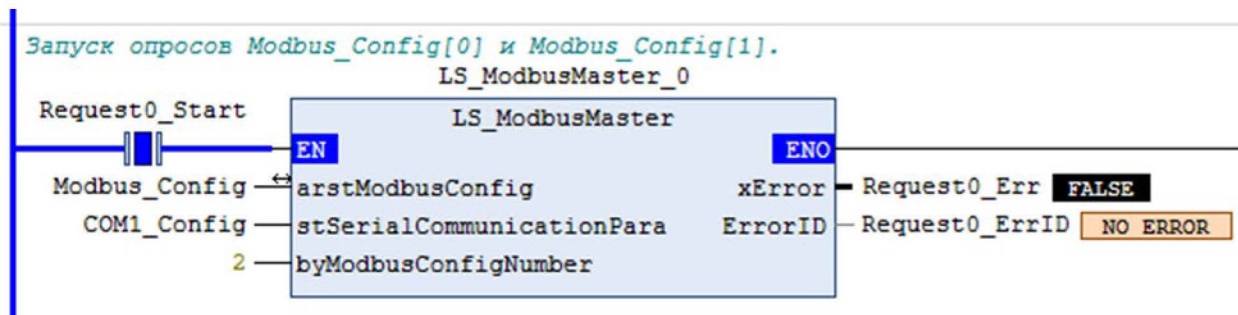 Запуск опросов Modbus_Config[0] и Modbus_Config[1].
LS_ModbusMaster_0
Request0_Start
LS_ModbusMaster
EN
ENO
Modbus_Config
arstModbusConfig
xError
Request0_Err
FALSE
COM1_Config
stSerialCommunicationPara
ErrorID
Request0_ErrID
NO ERROR
2
byModbusConfigNumber